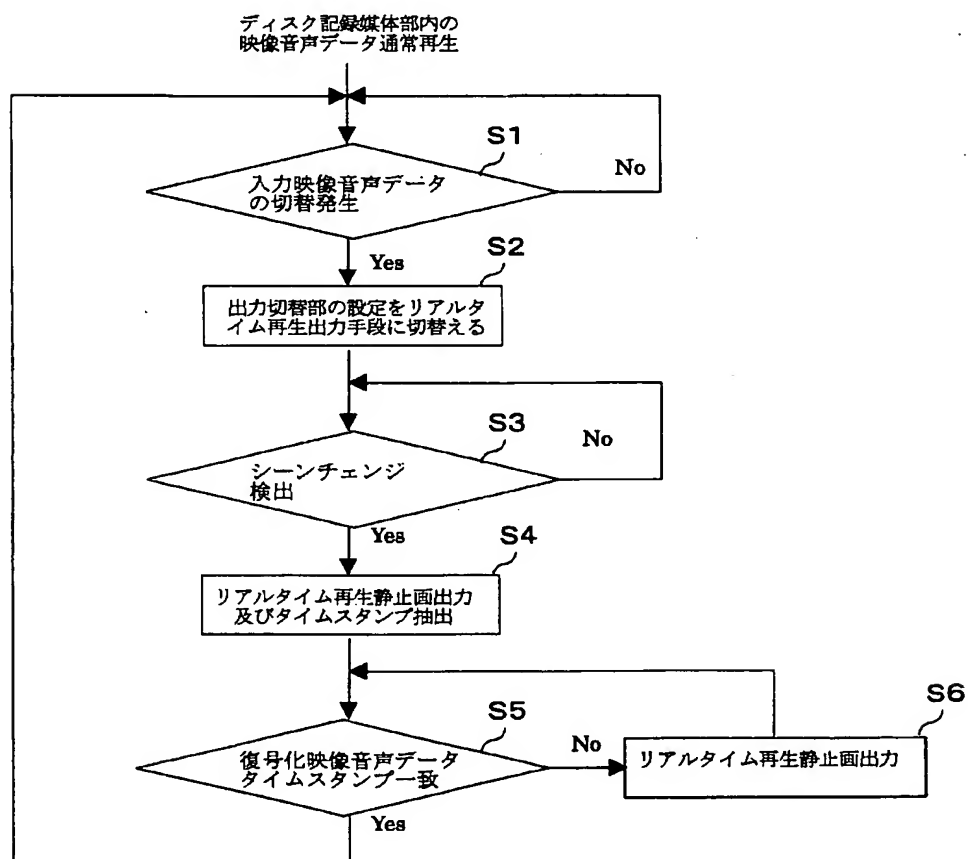 ディスク記録媒体部内の
映像音声データ通常再生
S1
No
入力映像音声データ
の切替発生
Yes
S2
出力切替部の設定をリアルタ
イム再生出力手段に切替える
S3
No
シーンチェンジ
検出
Yes
S4
リアルタイム再生静止画出力
及びタイムスタンプ抽出
S5
No
S6
復号化映像音声データ
タイムスタンプ一致
リアルタイム再生静止画出力
Yes